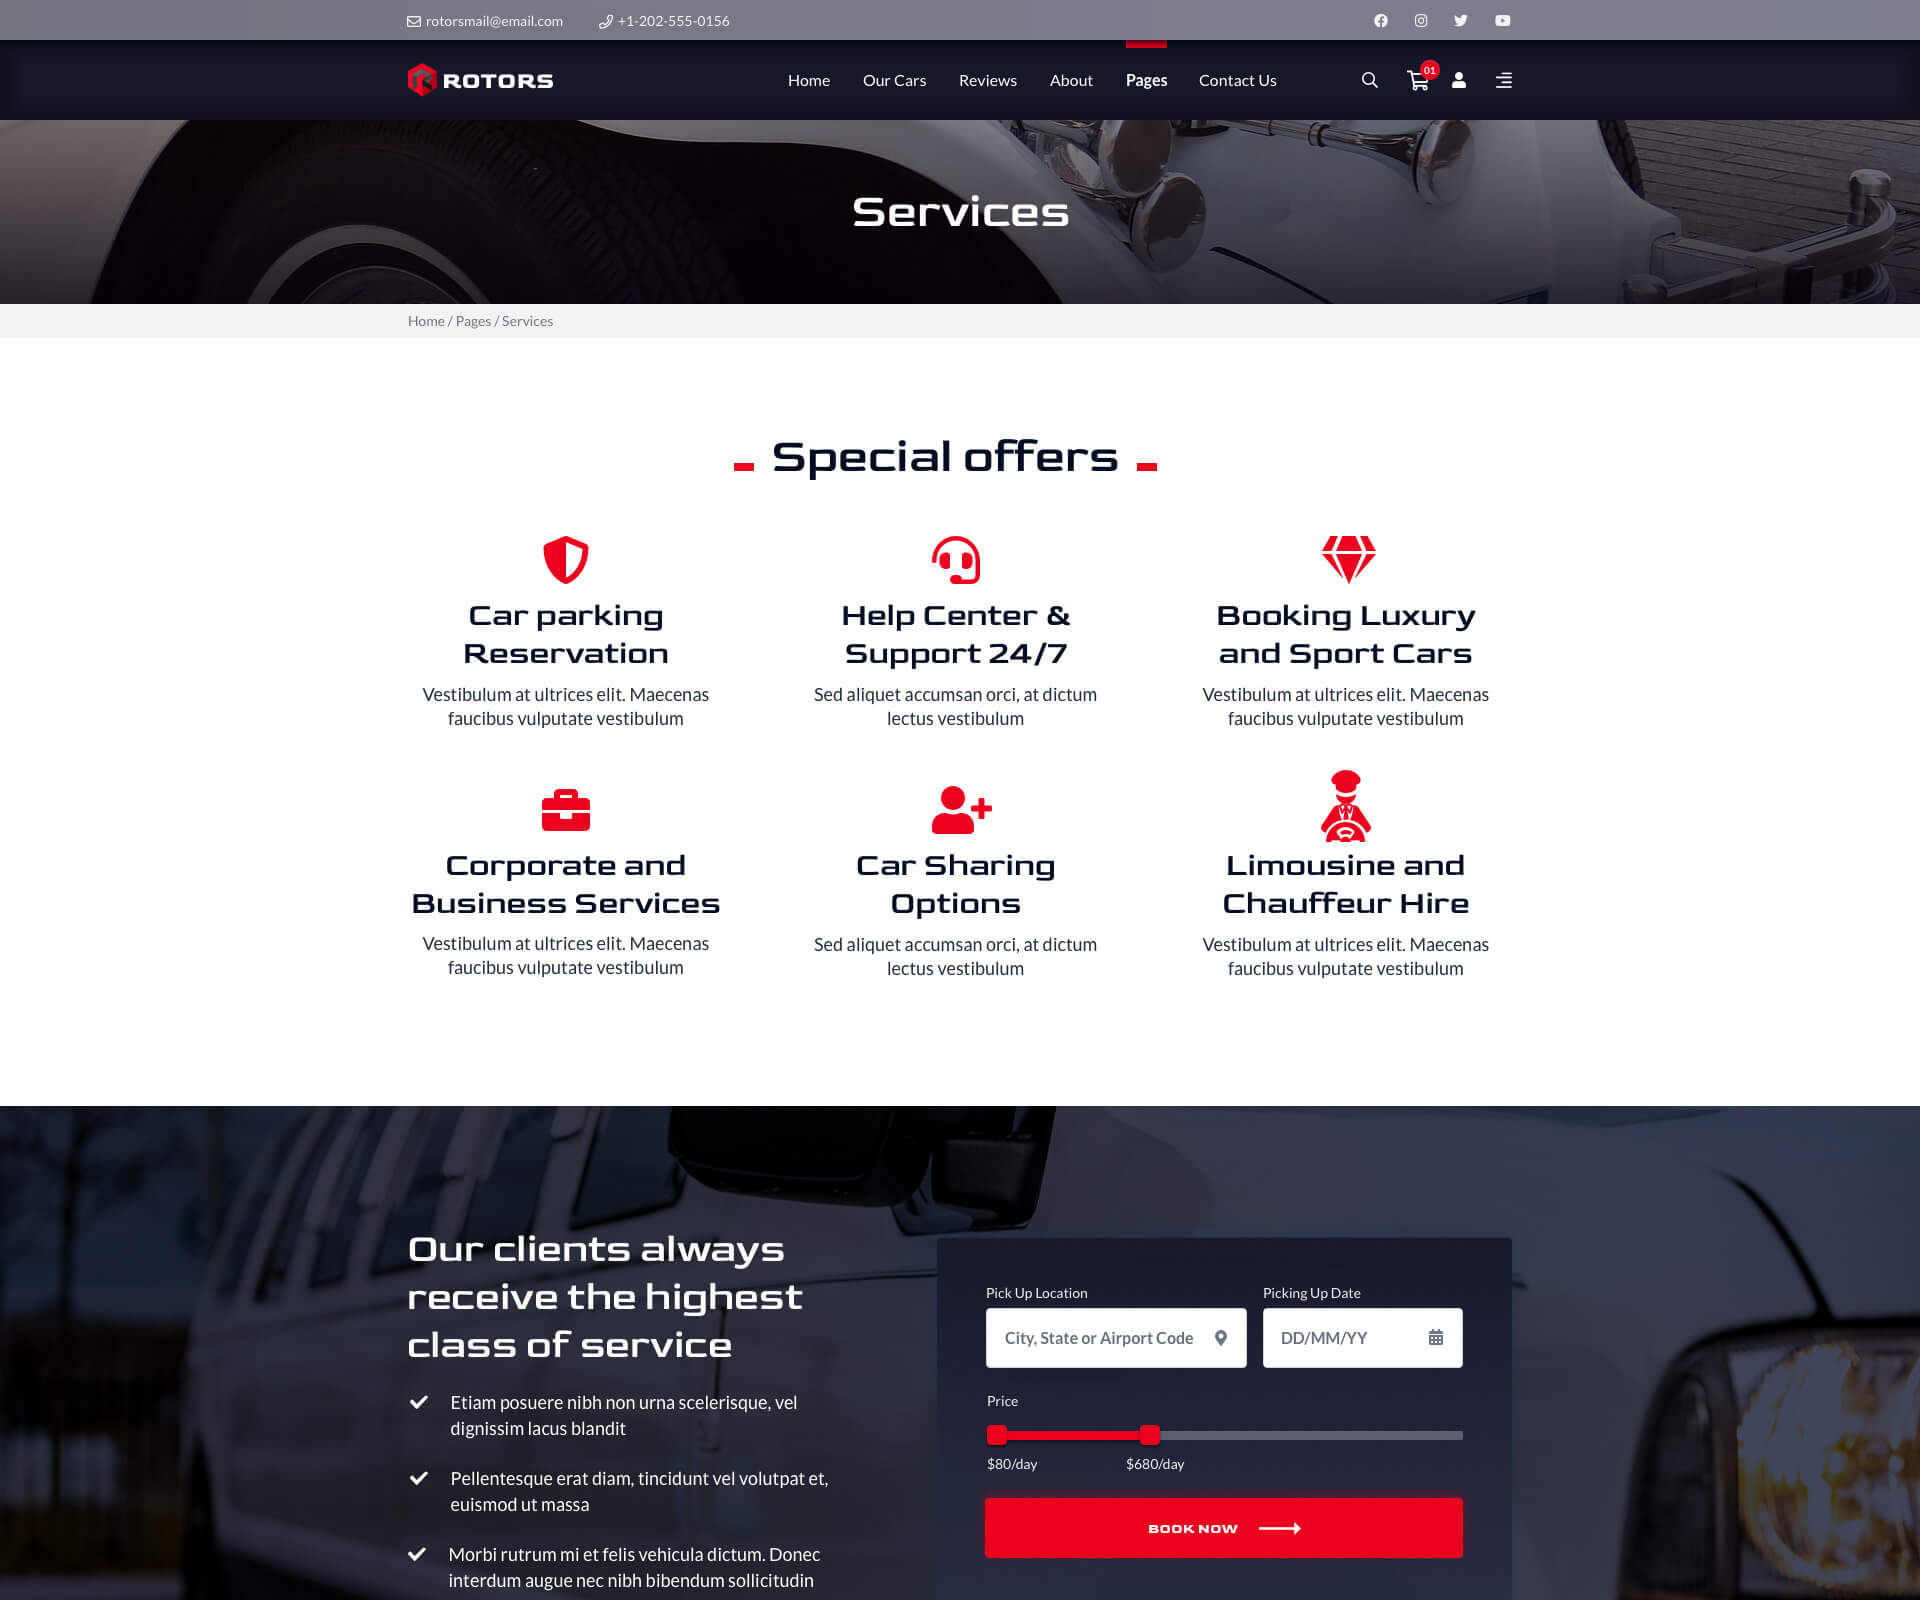 rotorsmail@email.com +1-202-555-0156
ROTORS Home Our Cars Reviews About Pages Contact Us 01
Services
Home / Pages / Services
Special offers
Car parking
Reservation
Vestibulum at ultrices elit. Maecenas
faucibus vulputate vestibulum
Help Center &
Support 24/7
Sed aliquet accumsan orci, at dictum
lectus vestibulum
Booking Luxury
and Sport Cars
Vestibulum at ultrices elit. Maecenas
faucibus vulputate vestibulum
Corporate and
Business Services
Vestibulum at ultrices elit. Maecenas
faucibus vulputate vestibulum
Car Sharing
Options
Sed aliquet accumsan orci, at dictum
lectus vestibulum
Limousine and
Chauffeur Hire
Vestibulum at ultrices elit. Maecenas
faucibus vulputate vestibulum
Our clients always
receive the highest
class of service
Etiam posuere nibh non urna scelerisque, vel
dignissim lacus blandit
Pellentesque erat diam, tincidunt vel volutpat et,
euismod ut massa
Morbi rutrum mi et felis vehicula dictum. Donec
interdum augue nec nibh bibendum sollicitudin
Pick Up Location Picking Up Date
City, State or Airport Code DD/MM/YY
Price
$80/day $680/day
BOOK NOW